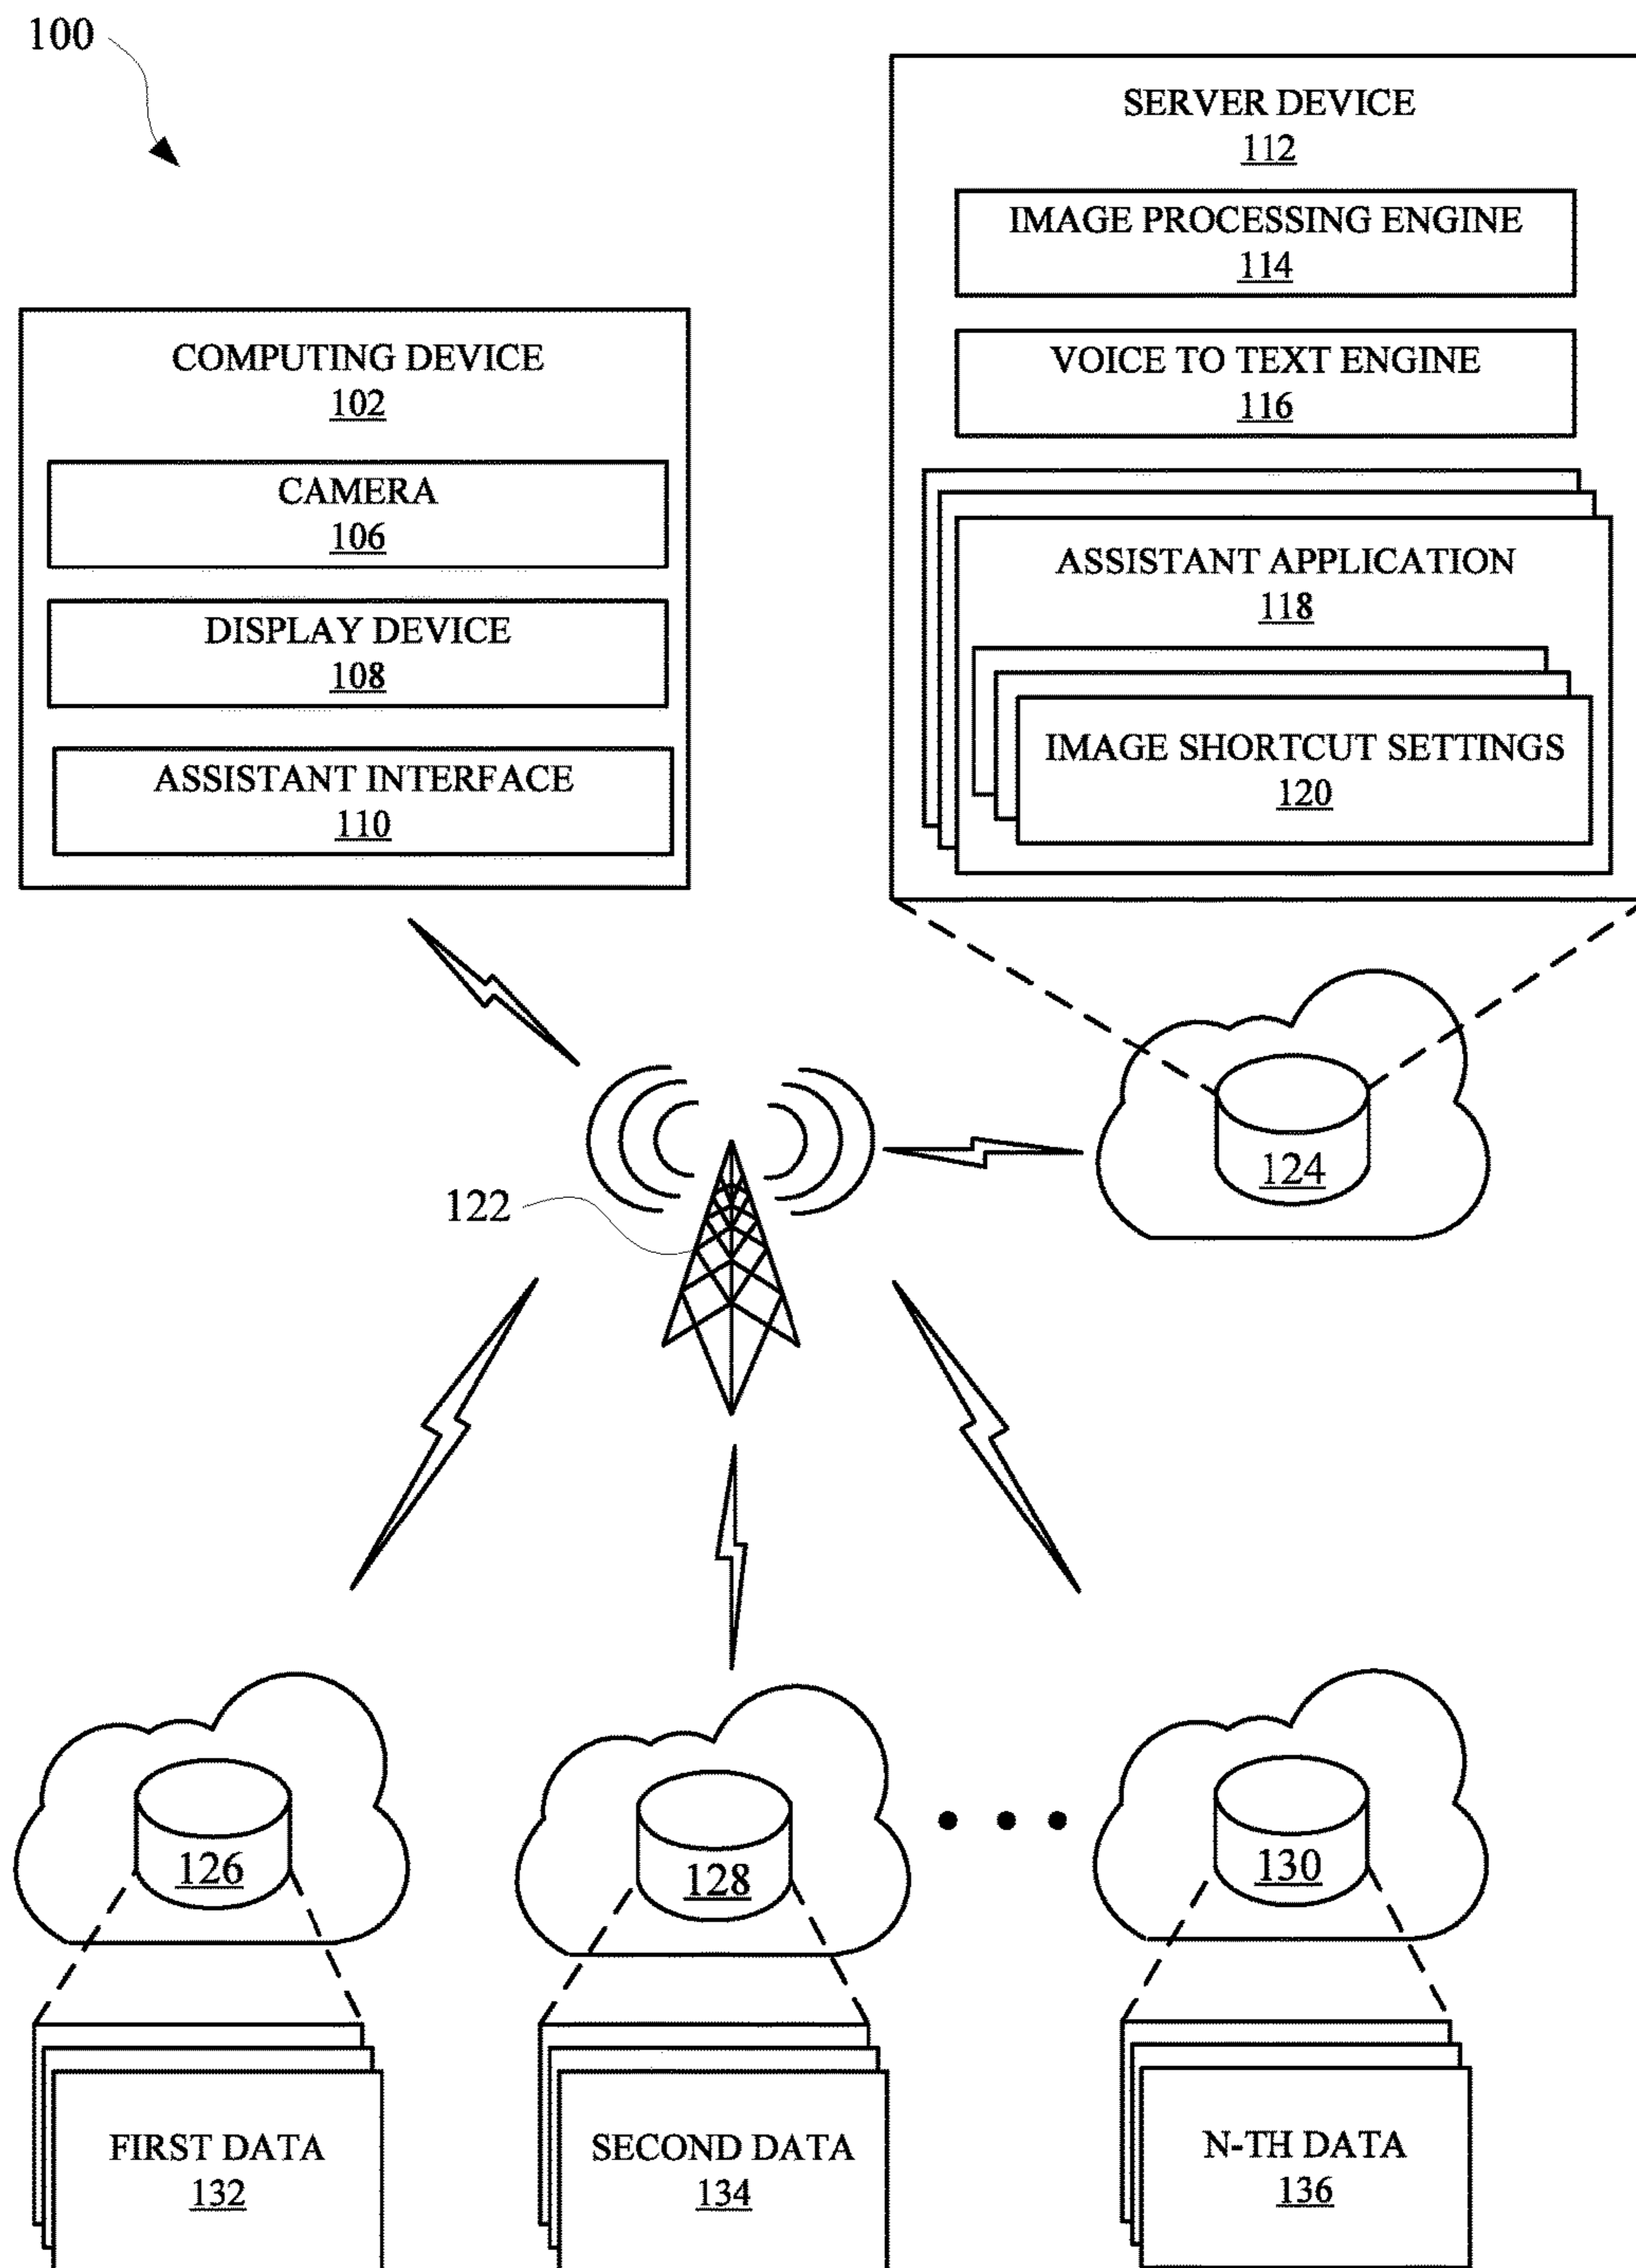 100
SERVER DEVICE
112
IMAGE PROCESSING ENGINE
114
VOICE TO TEXT ENGINE
116
ASSISTANT APPLICATION
118
IMAGE SHORTCUT SETTINGS
120
COMPUTING DEVICE
102
CAMERA
106
DISPLAY DEVICE
108
ASSISTANT INTERFACE
110
122
124
126
128
130
FIRST DATA
132
SECOND DATA
134
N-TH DATA
136